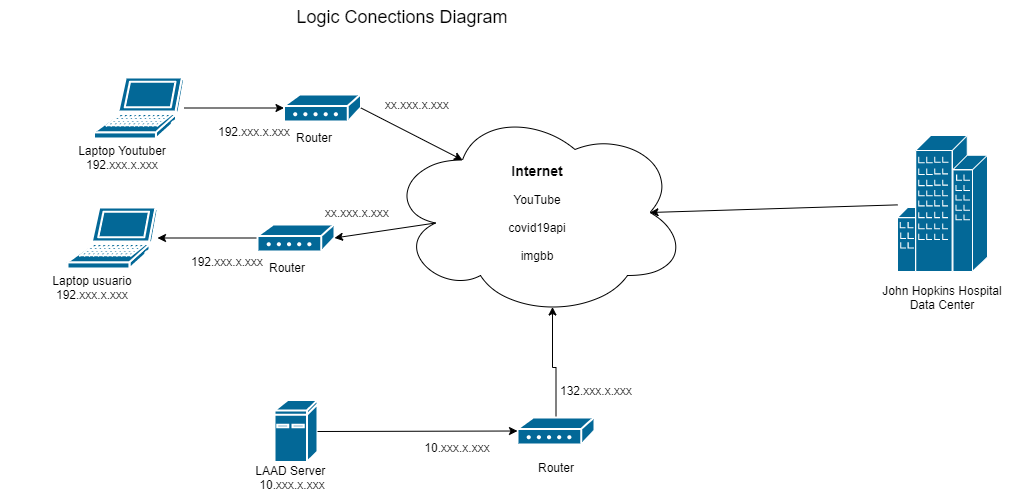 Logic Conections Diagram
xx.xxx.x.xxx
192.xxx.x.xxx
Router
Laptop Youtuber
192.xxx.x.xxx
Internet
YouTube
covid19api
imgbb
xx.xxx.x.xxx
192.xxx.x.xxx
Router
Laptop usuario
192.xxx.x.xxx
John Hopkins Hospital
Data Center
132.xxx.x.xxx
10.xxx.x.xxx
Router
LAAD Server
10.xxx.x.xxx